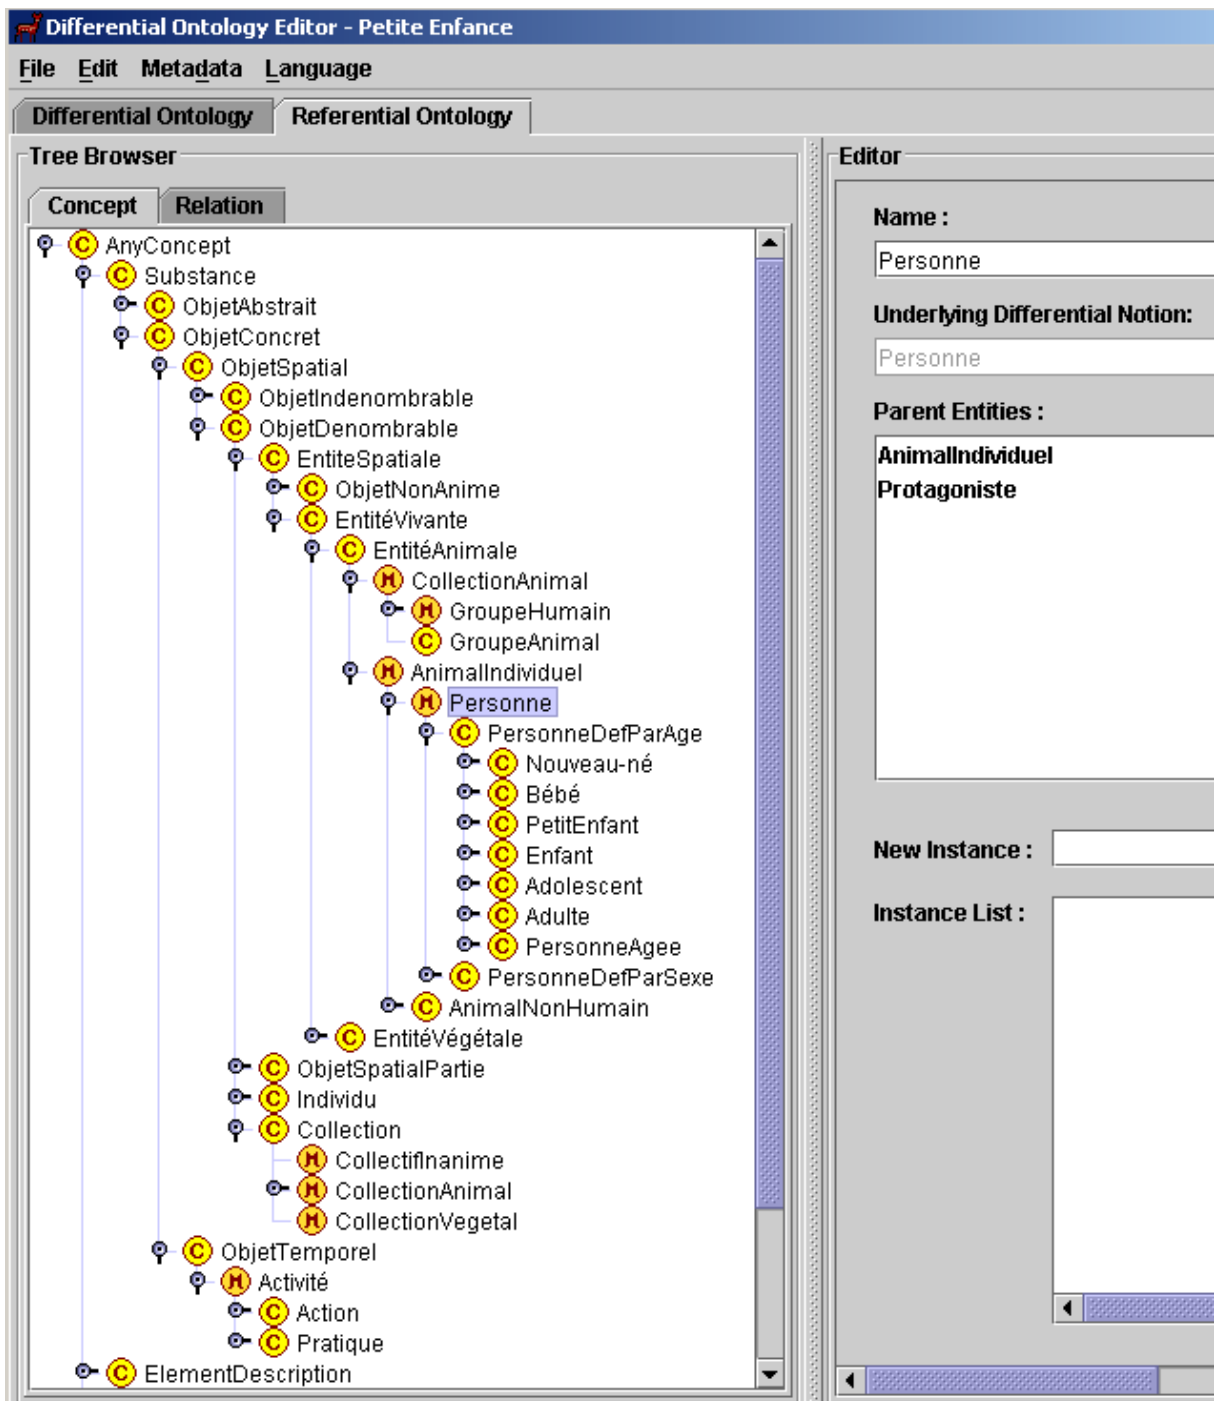 Differential Ontology Editor - Petite Enfance
File Edit Metadata Language
Differential Ontology Referential Ontology
Tree Browser
Concept Relation
C AnyConcept
C Substance
C ObjetAbstrait
C ObjetConcret
C ObjetSpatial
C ObjetIndenombrable
C ObjetDenombrable
C EntiteSpatiale
C ObjetNonAnime
C EntitéVivante
C EntitéAnimale
M CollectionAnimal
M GroupeHumain
C GroupeAnimal
M AnimalIndividuel
M Personne
C PersonneDefParAge
C Nouveau-né
C Bébé
C PetitEnfant
C Enfant
C Adolescent
C Adulte
C PersonneAgee
C PersonneDefParSexe
C AnimalNonHumain
C EntitéVégétale
C ObjetSpatialPartie
C Individu
C Collection
M CollectifInanime
M CollectionAnimal
M CollectionVegetal
C ObjetTemporel
M Activité
C Action
C Pratique
C ElementDescription
Editor
Name :
Personne
Underlying Differential Notion:
Personne
Parent Entities :
AnimalIndividuel
Protagoniste
New Instance :
Instance List :